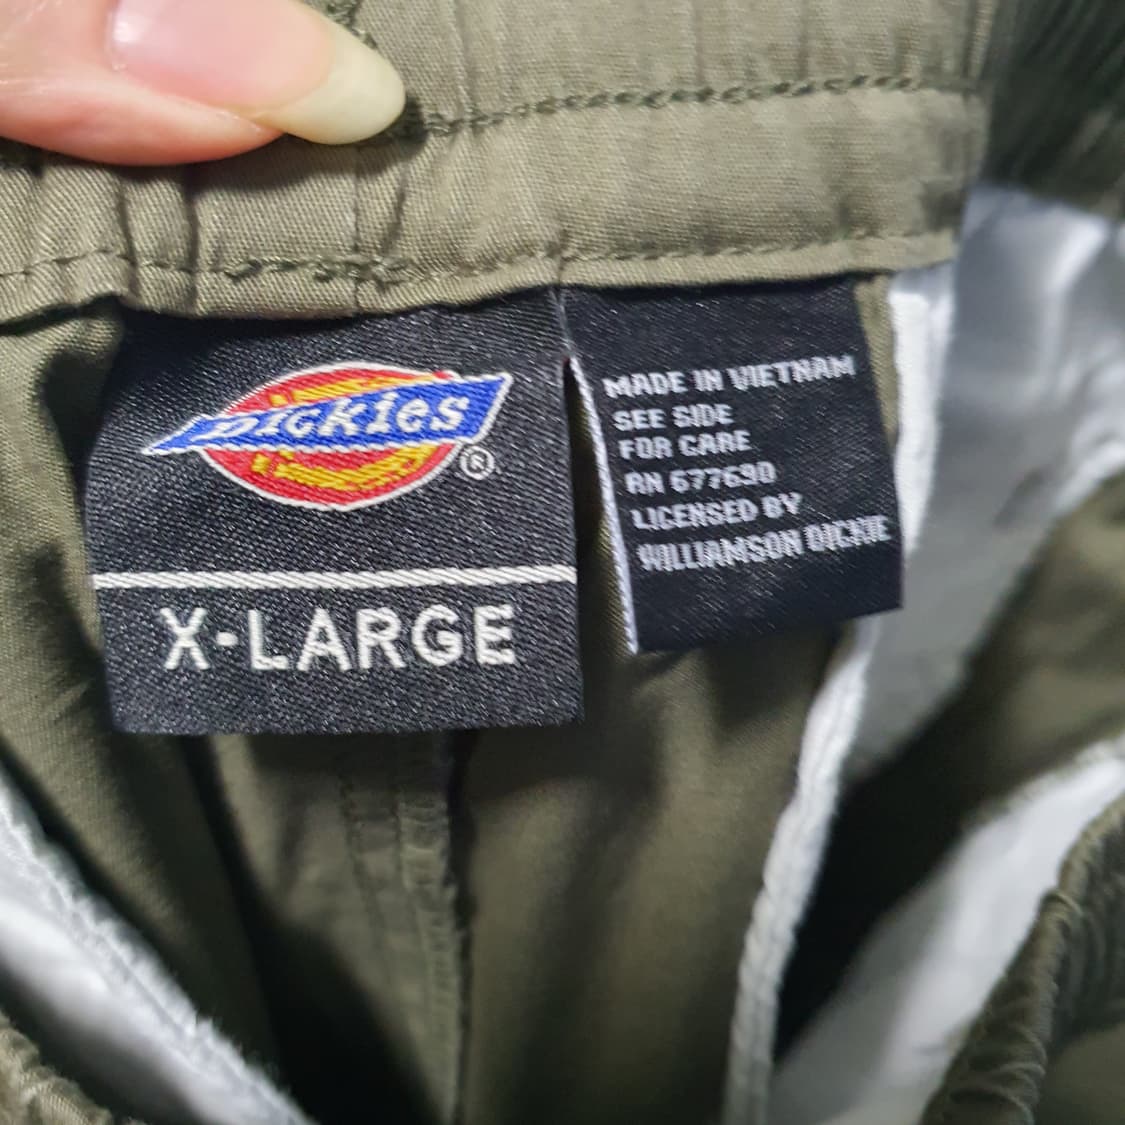 Dickies
®
X-LARGE
MADE IN VIETNAM
SEE SIDE
FOR CARE
RN 677690
LICENSED BY
WILLIAMSON DICKIE